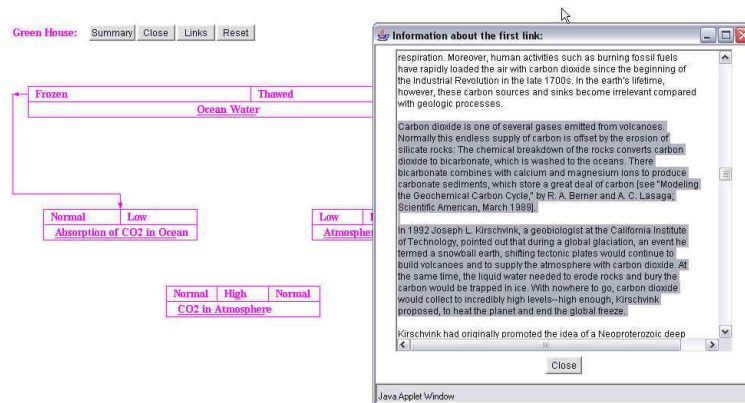 Green House: Summary Close Links Reset
Frozen Thawed
Ocean Water
Normal Low
Absorption of CO2 in Ocean
Low
Atmosphe
Normal High Normal
CO2 in Atmosphere
Information about the first link:
respiration. Moreover, human activities such as burning fossil fuels
have rapidly loaded the air with carbon dioxide since the beginning of
the Industrial Revolution in the late 1700s. In the earth's lifetime,
however, these carbon sources and sinks become irrelevant compared
with geologic processes.
Carbon dioxide is one of several gases emitted from volcanoes.
Normally this endless supply of carbon is offset by the erosion of
silicate rocks: The chemical breakdown of the rocks converts carbon
dioxide to bicarbonate, which is washed to the oceans. There
bicarbonate combines with calcium and magnesium ions to produce
carbonate sediments, which store a great deal of carbon [see "Modeling
the Geochemical Carbon Cycle," by R. A. Berner and A. C. Lasaga,
Scientific American, March 1989].
In 1992 Joseph L. Kirschvink, a geobiologist at the California Institute
of Technology, pointed out that during a global glaciation, an event he
termed a snowball earth, shifting tectonic plates would continue to
build volcanoes and to supply the atmosphere with carbon dioxide. At
the same time, the liquid water needed to erode rocks and bury the
carbon would be trapped in ice. With nowhere to go, carbon dioxide
would collect to incredibly high levels--high enough, Kirschvink
proposed, to heat the planet and end the global freeze.
Kirschvink had originally promoted the idea of a Neoproterozoic deep
Close
Java Applet Window